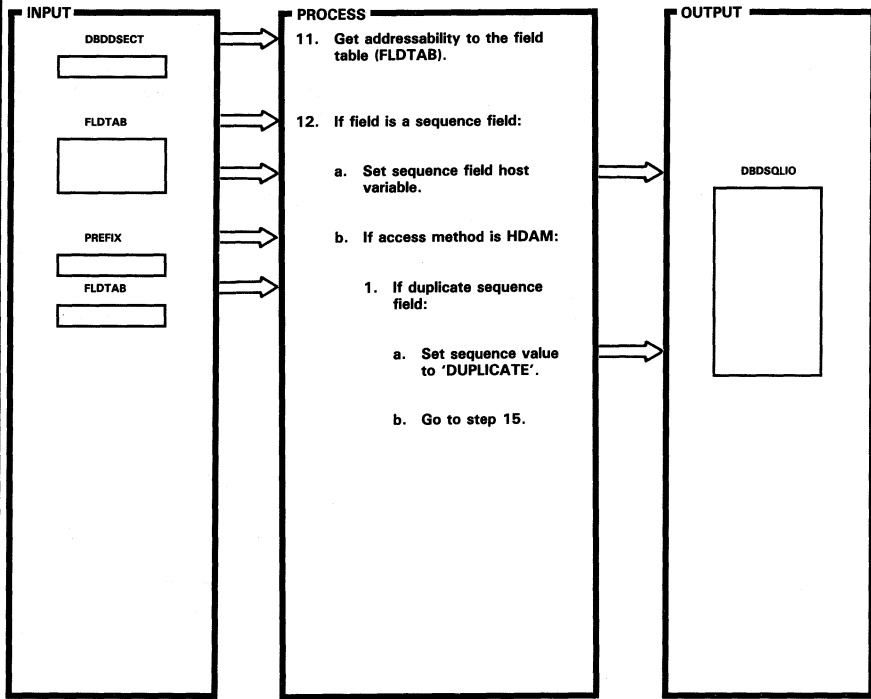 INPUT
DBDDSECT
FLDTAB
PREFIX
FLDTAB
PROCESS
11. Get addressability to the field
table (FLDTAB).
12. If field is a sequence field:
a. Set sequence field host
variable.
b. If access method is HDAM:
1. If duplicate sequence
field:
a. Set sequence value
to 'DUPLICATE'.
b. Go to step 15.
OUTPUT
DBDSQLIO